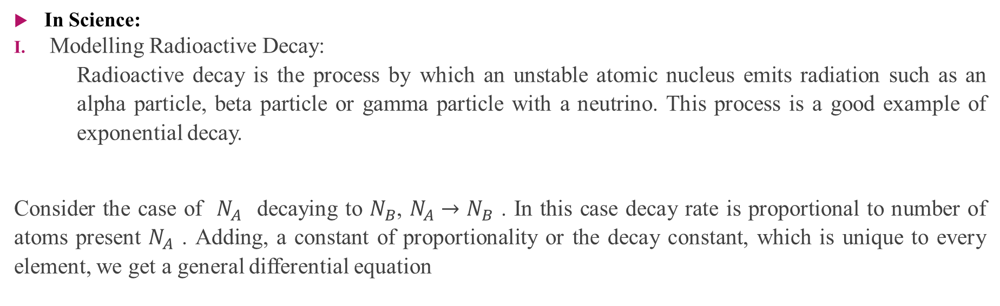 ▶ In Science:
I. Modelling Radioactive Decay:
Radioactive decay is the process by which an unstable atomic nucleus emits radiation such as an
alpha particle, beta particle or gamma particle with a neutrino. This process is a good example of
exponential decay.
Consider the case of N_A decaying to N_B, N_A → N_B . In this case decay rate is proportional to number of
atoms present N_A . Adding, a constant of proportionality or the decay constant, which is unique to every
element, we get a general differential equation